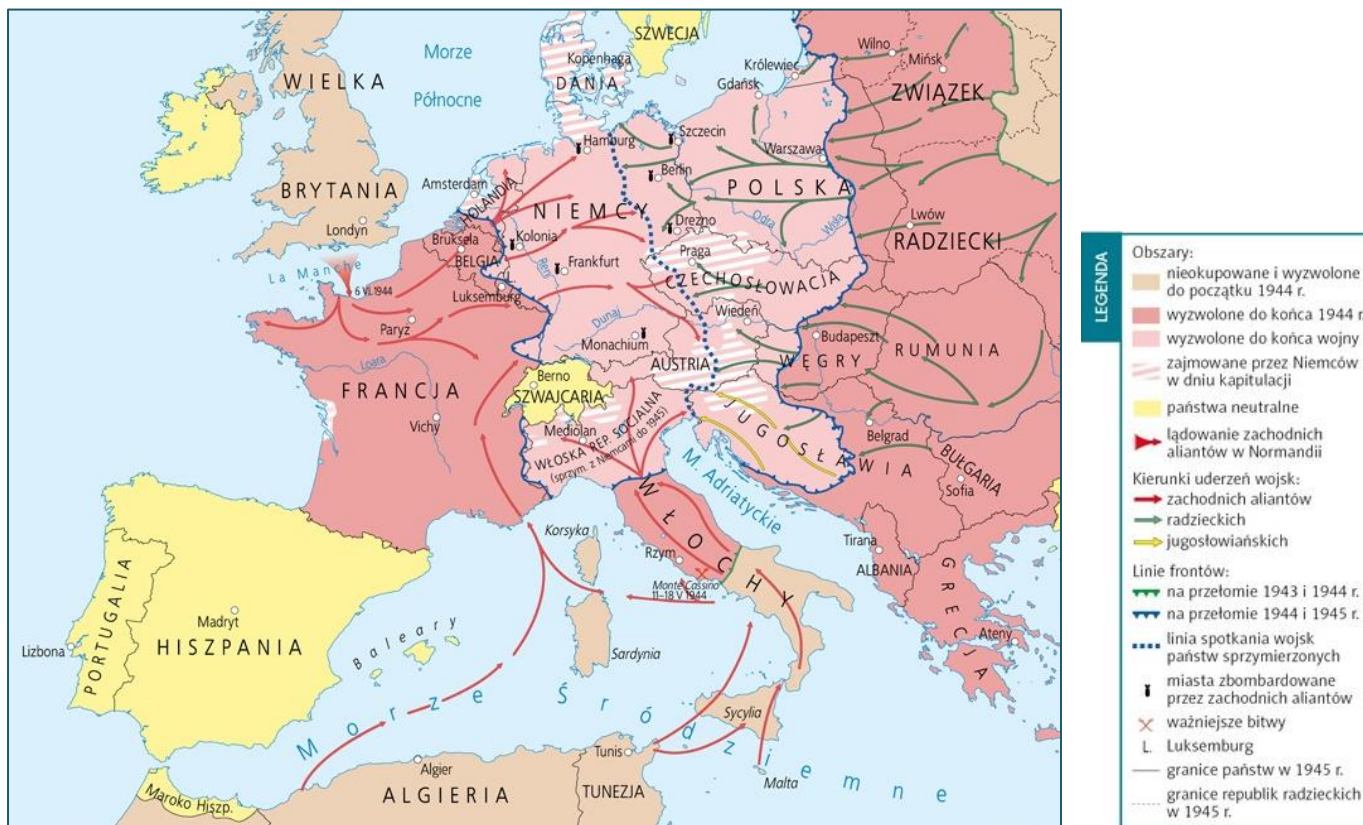 SZWECJA
Morze
Północne
WIELKA
BRYTANIA
Londyn
Kopenhaga
DANIA
Królewiec
Gdańsk
Wilno
Mińsk
ZWIĄZEK
RADZIECKI
Hamburg
Szczecin
Warszawa
Berlin
POLSKA
Amsterdam
HOLANDIA
NIEMCY
Odra
Wisła
Lwów
Drezno
Bruksela
BELGIA
Kolonia
Ren
Praga
CZECHOSŁOWACJA
La Manche
6 VI 1944
Frankfurt
L.
Luksemburg
Paryż
Dunaj
Wiedeń
Monachium
Budapeszt
AUSTRIA
WĘGRY
RUMUNIA
Loara
FRANCJA
Berno
SZWAJCARIA
Vichy
Mediolan
WŁOSKA REP. SOCJALNA
(sprzym. z Niemcami do 1945)
JUGOSŁAWIA
Belgrad
BUŁGARIA
Sofia
M. Adriatyckie
WŁOCHY
Korsyka
Rzym
Monte Cassino
11–18 V 1944
Tirana
ALBANIA
GRECJA
Ateny
PORTUGALIA
Lizbona
Madryt
HISZPANIA
Baleary
Sardynia
Morze Śródziemne
Sycylia
Malta
Maroko Hiszp.
Algier
ALGIERIA
Tunis
TUNEZJA
LEGENDA
Obszary:
nieokupowane i wyzwolone
do początku 1944 r.
wyzwolone do końca 1944 r.
wyzwolone do końca wojny
zajmowane przez Niemców
w dniu kapitulacji
państwa neutralne
lądowanie zachodnich
aliantów w Normandii
Kierunki uderzeń wojsk:
zachodnich aliantów
radzieckich
jugosłowiańskich
Linie frontów:
na przełomie 1943 i 1944 r.
na przełomie 1944 i 1945 r.
linia spotkania wojsk
państw sprzymierzonych
miasta zbombardowane
przez zachodnich aliantów
ważniejsze bitwy
L. Luksemburg
granice państw w 1945 r.
granice republik radzieckich
w 1945 r.